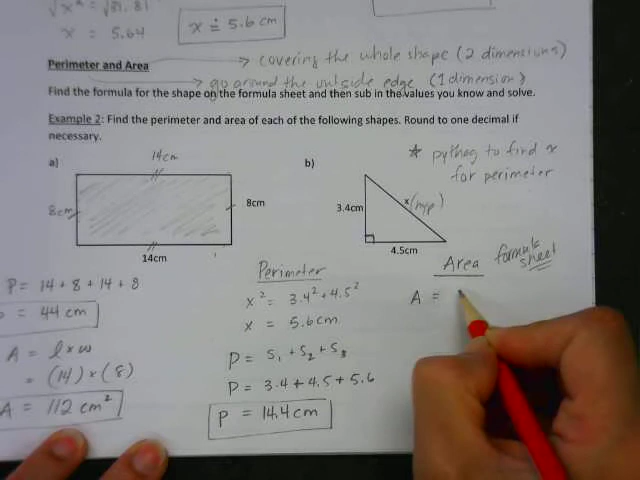 √x² = √31.81
x = 5.64
x ≐ 5.6 cm
Perimeter and Area → covering the whole shape (2 dimensions)
→ go around the outside edge (1 dimension)
Find the formula for the shape on the formula sheet and then sub in the values you know and solve.
Example 2: Find the perimeter and area of each of the following shapes. Round to one decimal if
necessary.
a)
14cm
8cm
8cm
14cm
P = 14 + 8 + 14 + 8
= 44 cm
A = l x w
= (14) x (8)
A = 112 cm²
b)
* pythag to find x
for perimeter
3.4cm
x (hyp)
4.5cm
Perimeter
x² = 3.4² + 4.5²
x = 5.6cm
P = S₁ + S₂ + S₃
P = 3.4 + 4.5 + 5.6
P = 14.4 cm
Area
formula
sheet
A =